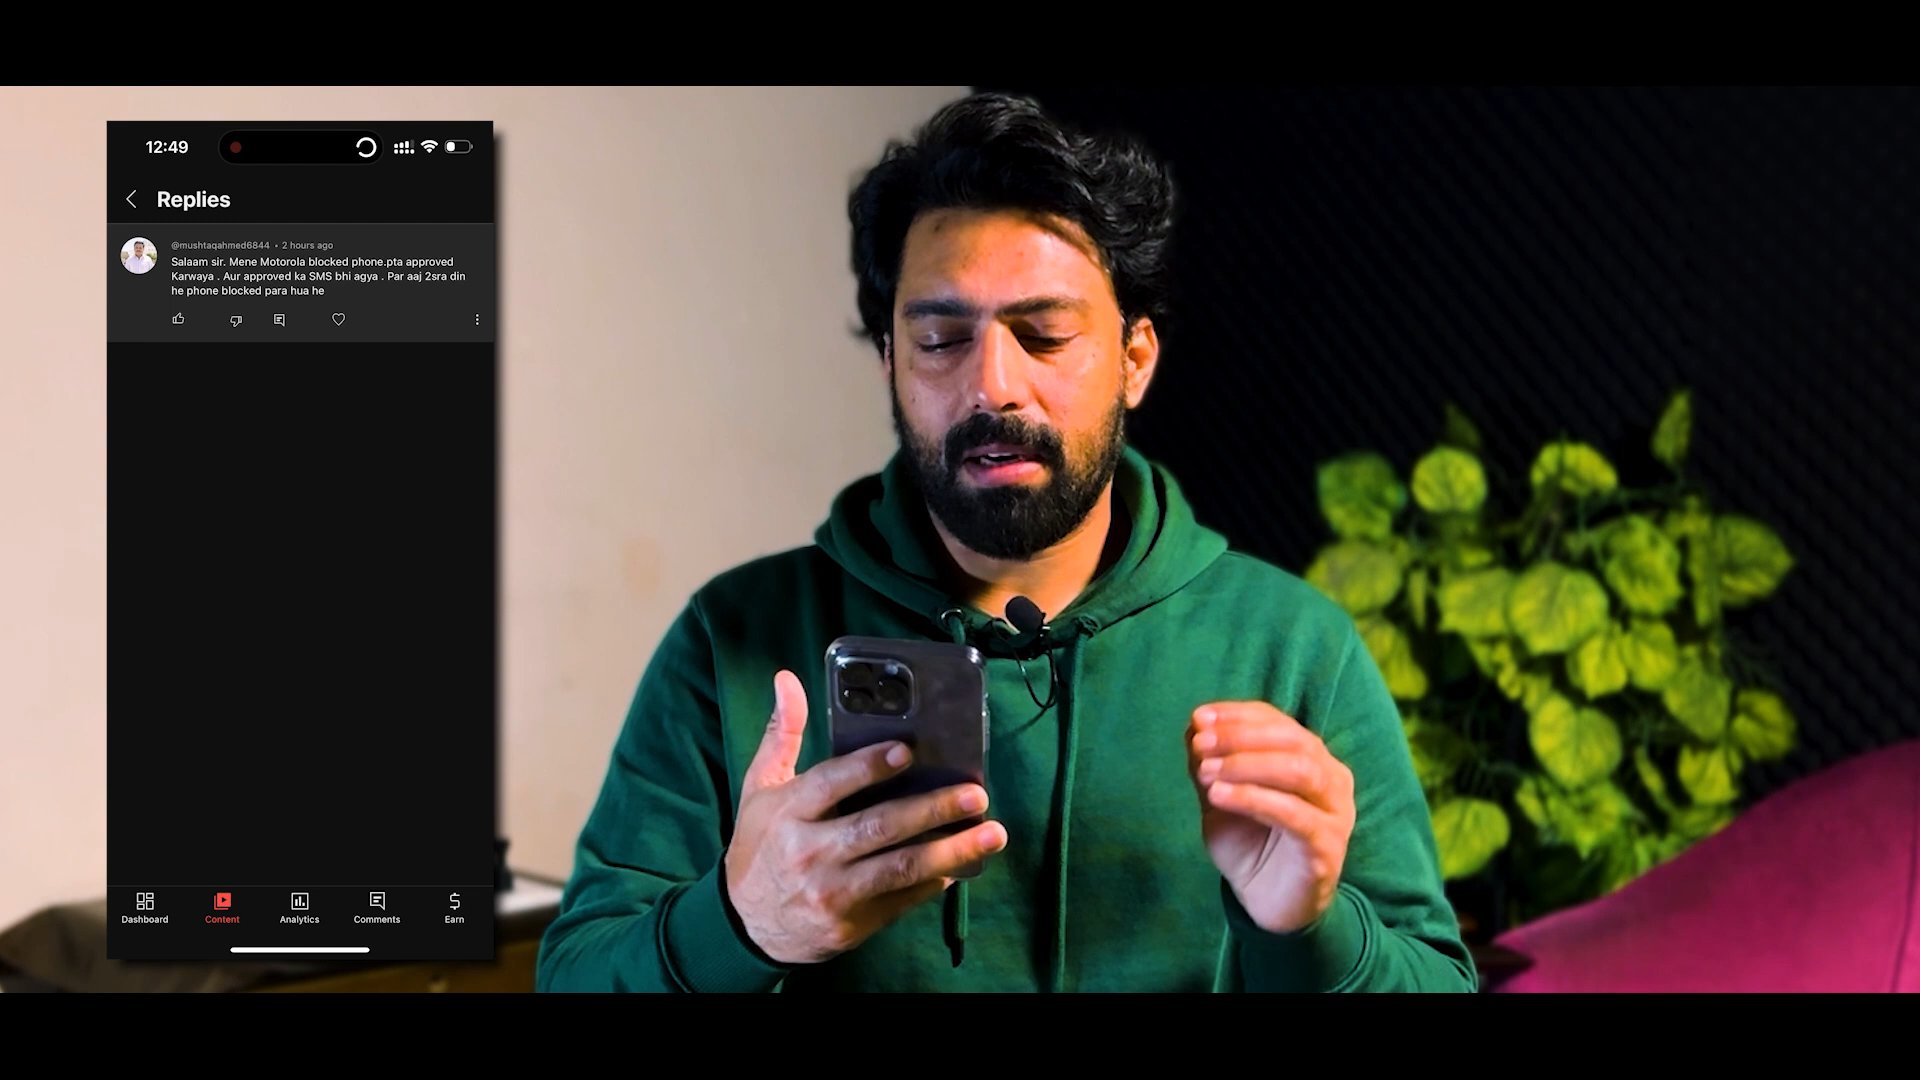 12:49
Replies
@mushtaqahmed6844 • 2 hours ago
Salaam sir. Mene Motorola blocked phone.pta approved
Karwaya . Aur approved ka SMS bhi agya . Par aaj 2sra din
he phone blocked para hua he
Dashboard
Content
Analytics
Comments
Earn